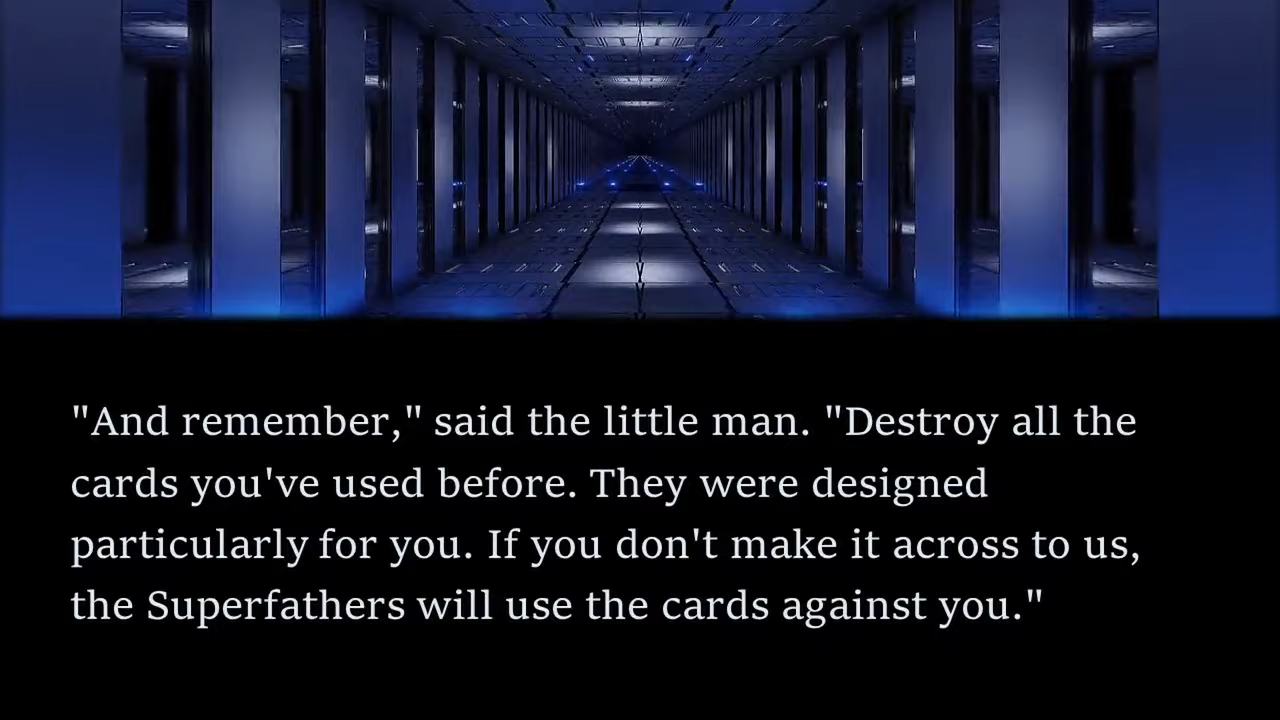 "And remember," said the little man. "Destroy all the
cards you've used before. They were designed
particularly for you. If you don't make it across to us,
the Superfathers will use the cards against you."